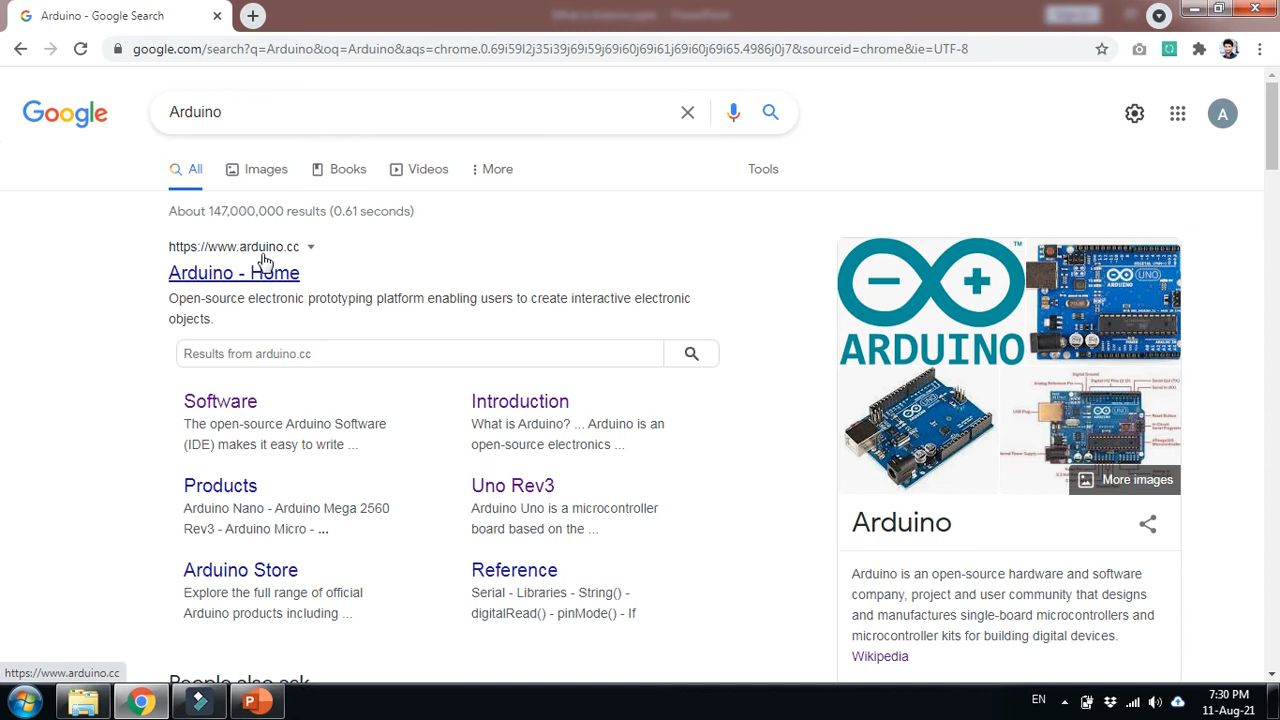 Arduino - Google Search
google.com/search?q=Arduino&oq=Arduino&aqs=chrome.0.69i59l2j35i39j69i59j69i60j69i61j69i60j69i65.4986j0j7&sourceid=chrome&ie=UTF-8
Google
Arduino
A
All
Images
Books
Videos
More
Tools
About 147,000,000 results (0.61 seconds)
https://www.arduino.cc
Arduino - Home
Open-source electronic prototyping platform enabling users to create interactive electronic
objects.
Results from arduino.cc
Software
The open-source Arduino Software
(IDE) makes it easy to write ...
Introduction
What is Arduino? ... Arduino is an
open-source electronics ...
Products
Arduino Nano - Arduino Mega 2560
Rev3 - Arduino Micro - ...
Uno Rev3
Arduino Uno is a microcontroller
board based on the ...
Arduino Store
Explore the full range of official
Arduino products including ...
Reference
Serial - Libraries - String() -
digitalRead() - pinMode() - If
People also ask
TM
ARDUINO
UNO
ARDUINO
More images
Arduino
Arduino is an open-source hardware and software
company, project and user community that designs
and manufactures single-board microcontrollers and
microcontroller kits for building digital devices.
Wikipedia
https://www.arduino.cc
EN
7:30 PM
11-Aug-21